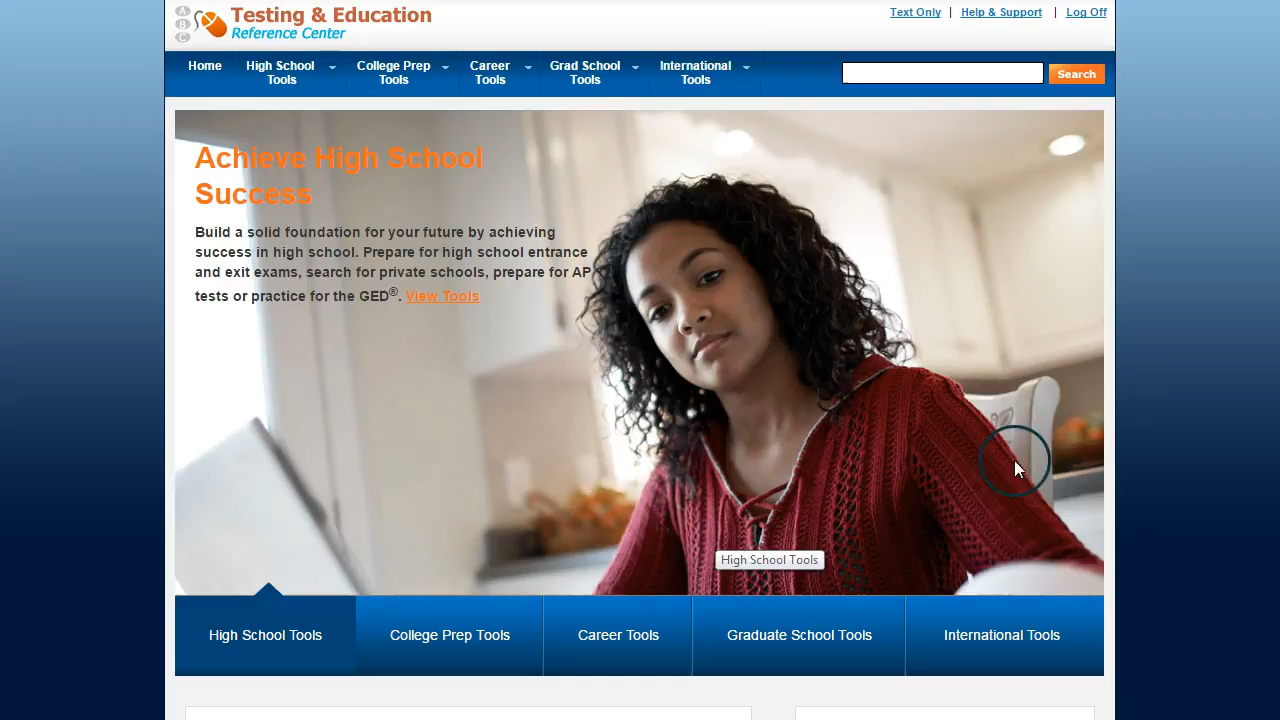 A
B
C
Testing & Education
Reference Center
Text Only | Help & Support | Log Off
Home
High School
Tools
College Prep
Tools
Career
Tools
Grad School
Tools
International
Tools
Search
Achieve High School
Success
Build a solid foundation for your future by achieving
success in high school. Prepare for high school entrance
and exit exams, search for private schools, prepare for AP
tests or practice for the GED®. View Tools
High School Tools
High School Tools
College Prep Tools
Career Tools
Graduate School Tools
International Tools